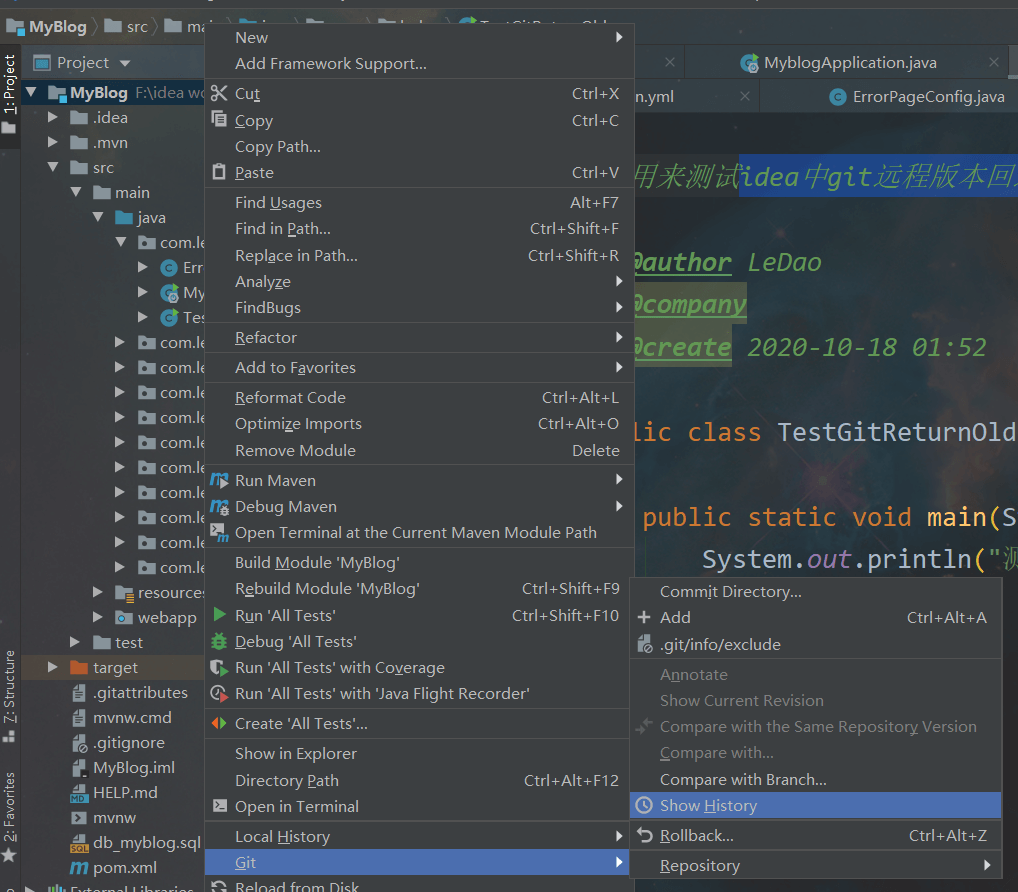 MyBlog
src
TestGitReturnOld
Project
MyblogApplication.java
n.yml
ErrorPageConfig.java
1: Project
Z: Structure
2: Favorites
MyBlog F:\idea wo
.idea
.mvn
src
main
java
com.le
Err
My
Tes
com.le
com.le
com.le
com.le
com.le
com.le
com.le
com.le
com.le
com.le
resources
webapp
test
target
.gitattributes
mvnw.cmd
.gitignore
MyBlog.iml
HELP.md
mvnw
db_myblog.sql
pom.xml
External Libraries
New
Add Framework Support...
Cut Ctrl+X
Copy Ctrl+C
Copy Path...
Paste Ctrl+V
Find Usages Alt+F7
Find in Path... Ctrl+Shift+F
Replace in Path... Ctrl+Shift+R
Analyze
FindBugs
Refactor
Add to Favorites
Reformat Code Ctrl+Alt+L
Optimize Imports Ctrl+Alt+O
Remove Module Delete
Run Maven
Debug Maven
Open Terminal at the Current Maven Module Path
Build Module 'MyBlog'
Rebuild Module 'MyBlog' Ctrl+Shift+F9
Run 'All Tests' Ctrl+Shift+F10
Debug 'All Tests'
Run 'All Tests' with Coverage
Run 'All Tests' with 'Java Flight Recorder'
Create 'All Tests'...
Show in Explorer
Directory Path Ctrl+Alt+F12
Open in Terminal
Local History
Git
Reload from Disk
用来测试idea中git远程版本回
@author LeDao
@company
@create 2020-10-18 01:52
lic class TestGitReturnOld
public static void main(S
System.out.println("测
Commit Directory...
Add Ctrl+Alt+A
.git/info/exclude
Annotate
Show Current Revision
Compare with the Same Repository Version
Compare with...
Compare with Branch...
Show History
Rollback... Ctrl+Alt+Z
Repository